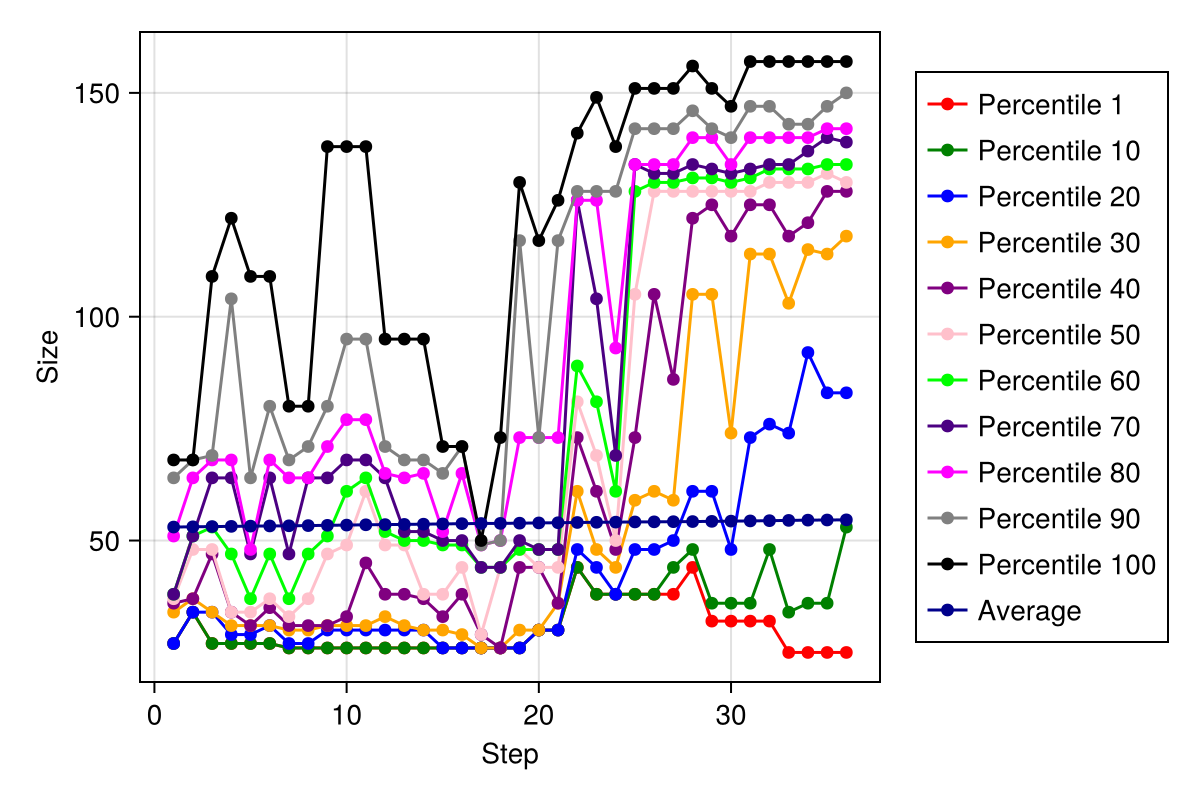 150
100
50
Size
0
10
20
30
Step
Percentile 1
Percentile 10
Percentile 20
Percentile 30
Percentile 40
Percentile 50
Percentile 60
Percentile 70
Percentile 80
Percentile 90
Percentile 100
Average